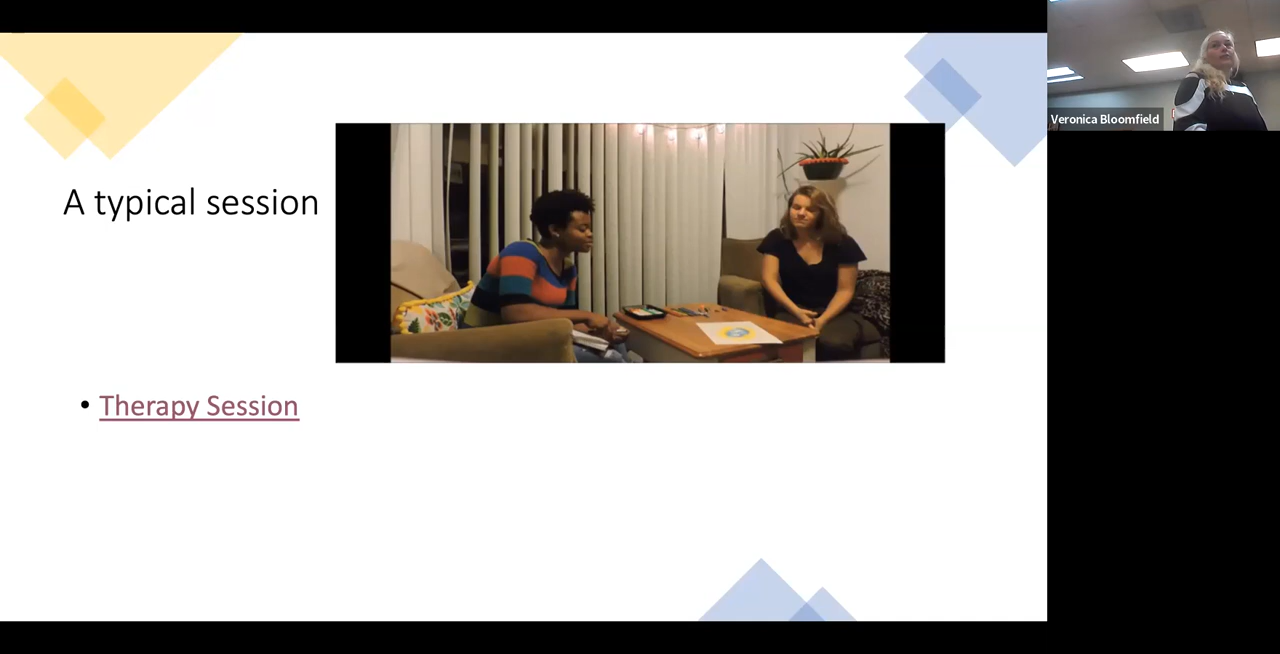 A typical session
• Therapy Session
Veronica Bloomfield